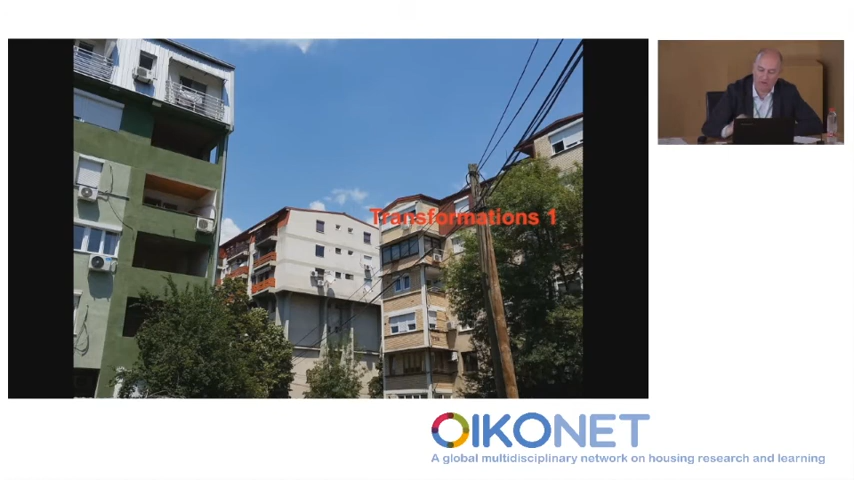 Transformations 1
OIKONET
A global multidisciplinary network on housing research and learning